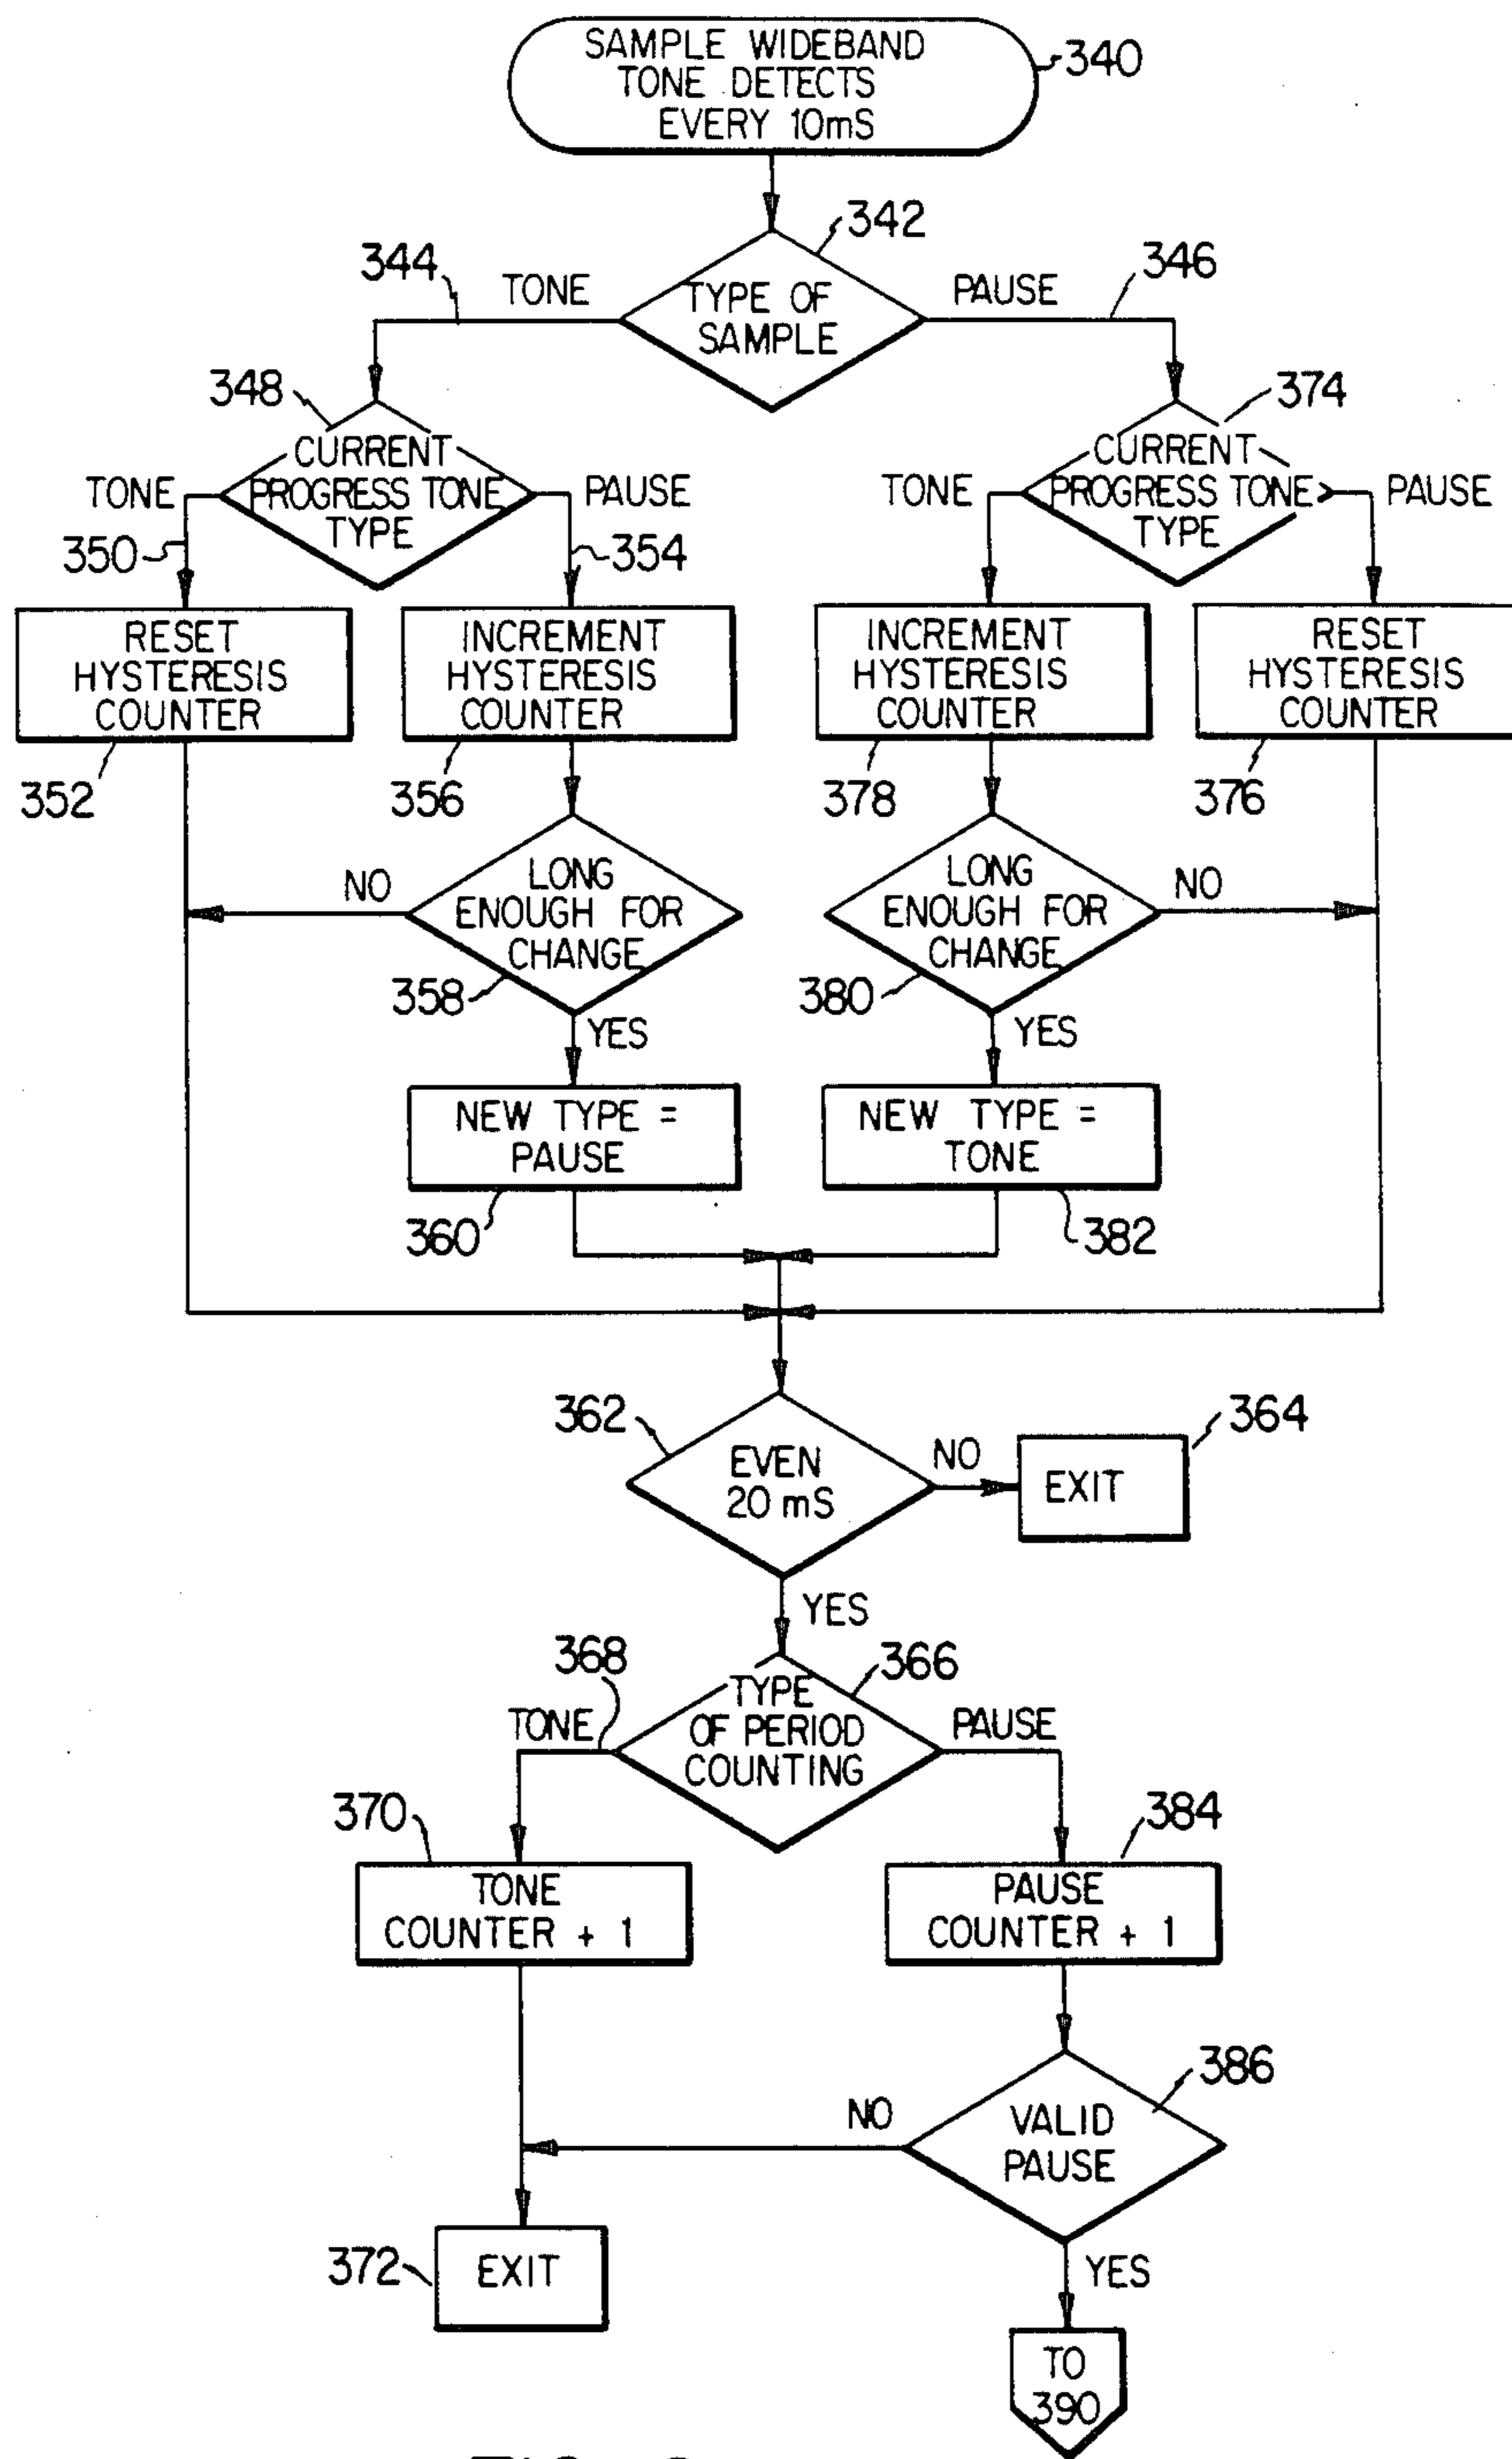 SAMPLE WIDEBAND
TONE DETECTS
EVERY 10mS
340
342
344
TONE
TYPE OF
SAMPLE
PAUSE
346
348
CURRENT
PROGRESS TONE
TYPE
TONE
PAUSE
350
354
374
CURRENT
PROGRESS TONE
TYPE
TONE
PAUSE
RESET
HYSTERESIS
COUNTER
352
INCREMENT
HYSTERESIS
COUNTER
356
INCREMENT
HYSTERESIS
COUNTER
378
RESET
HYSTERESIS
COUNTER
376
NO
LONG
ENOUGH FOR
CHANGE
358
YES
LONG
ENOUGH FOR
CHANGE
NO
380
YES
NEW TYPE =
PAUSE
360
NEW TYPE =
TONE
382
362
EVEN
20 mS
NO
EXIT
364
YES
368
TONE
TYPE
OF PERIOD
COUNTING
366
PAUSE
370
TONE
COUNTER + 1
384
PAUSE
COUNTER + 1
386
VALID
PAUSE
NO
YES
372
EXIT
TO
390